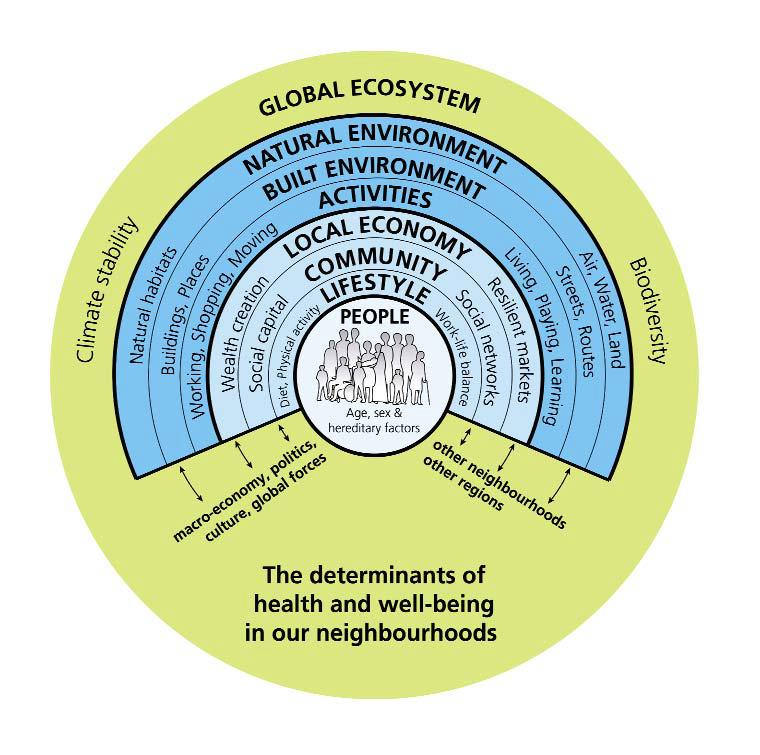 GLOBAL ECOSYSTEM
NATURAL ENVIRONMENT
BUILT ENVIRONMENT
ACTIVITIES
LOCAL ECONOMY
COMMUNITY
LIFESTYLE
PEOPLE
Age, sex &
hereditary factors
Climate stability
Natural habitats
Buildings, Places
Working, Shopping, Moving
Wealth creation
Social capital
Diet, Physical activity
Work-life balance
Social networks
Resilient markets
Living, Playing, Learning
Streets, Routes
Air, Water, Land
Biodiversity
macro-economy, politics,
culture, global forces
other neighbourhoods
other regions
The determinants of
health and well-being
in our neighbourhoods